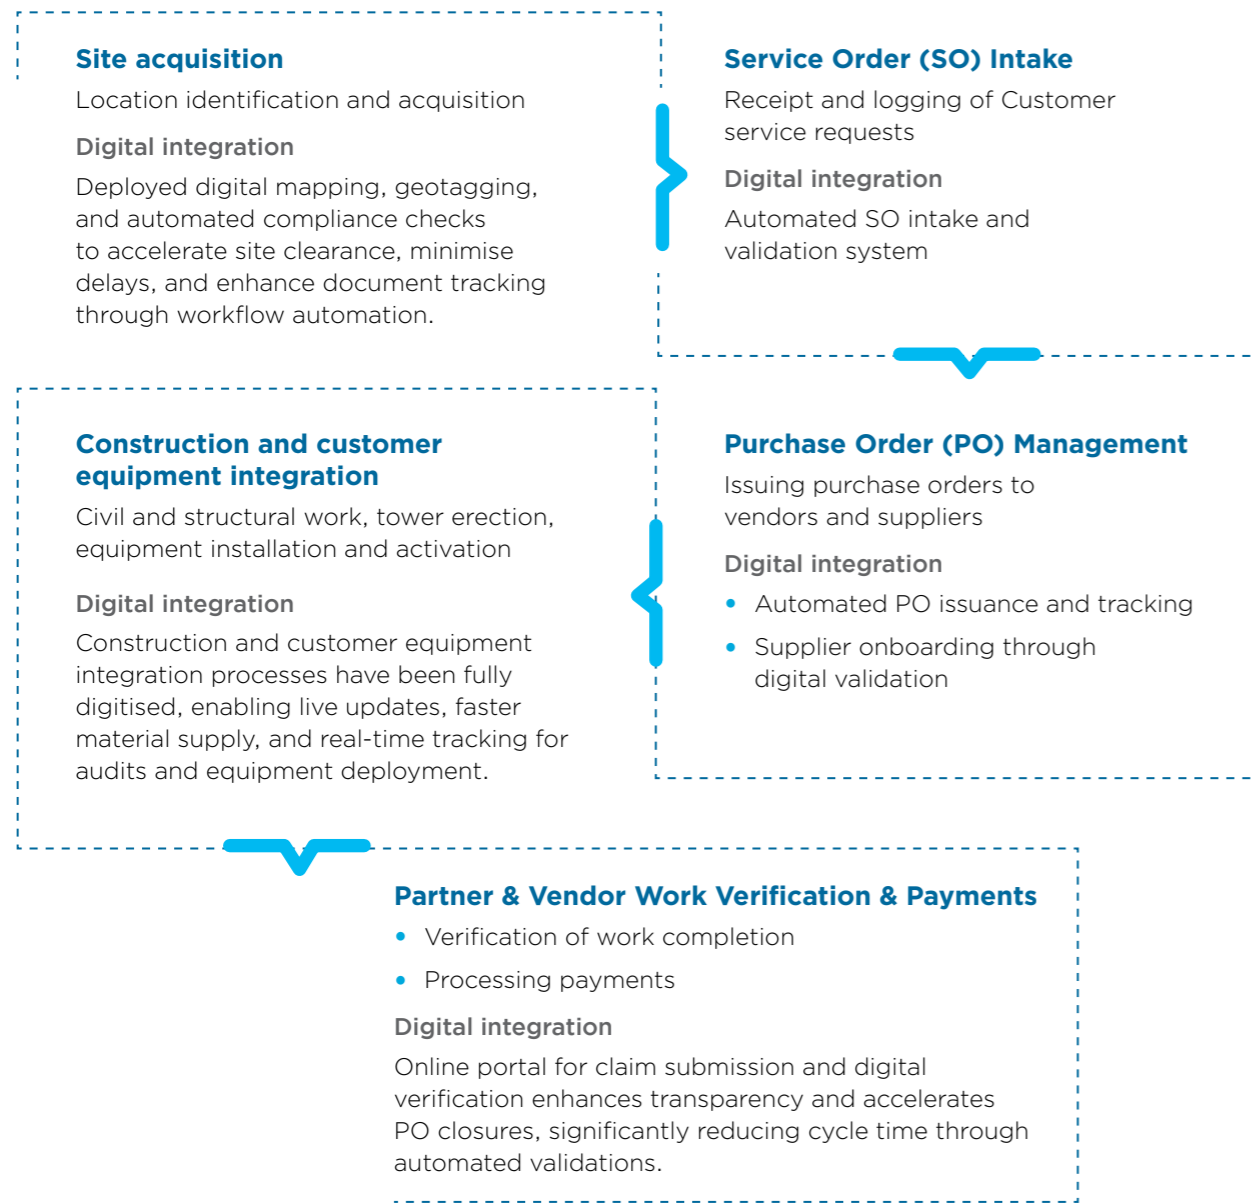 Site acquisition
Location identification and acquisition
Digital integration
Deployed digital mapping, geotagging,
and automated compliance checks
to accelerate site clearance, minimise
delays, and enhance document tracking
through workflow automation.
Service Order (SO) Intake
Receipt and logging of Customer
service requests
Digital integration
Automated SO intake and
validation system
Purchase Order (PO) Management
Issuing purchase orders to
vendors and suppliers
Digital integration
• Automated PO issuance and tracking
• Supplier onboarding through
digital validation
Construction and customer
equipment integration
Civil and structural work, tower erection,
equipment installation and activation
Digital integration
Construction and customer equipment
integration processes have been fully
digitised, enabling live updates, faster
material supply, and real-time tracking for
audits and equipment deployment.
Partner & Vendor Work Verification & Payments
• Verification of work completion
• Processing payments
Digital integration
Online portal for claim submission and digital
verification enhances transparency and accelerates
PO closures, significantly reducing cycle time through
automated validations.